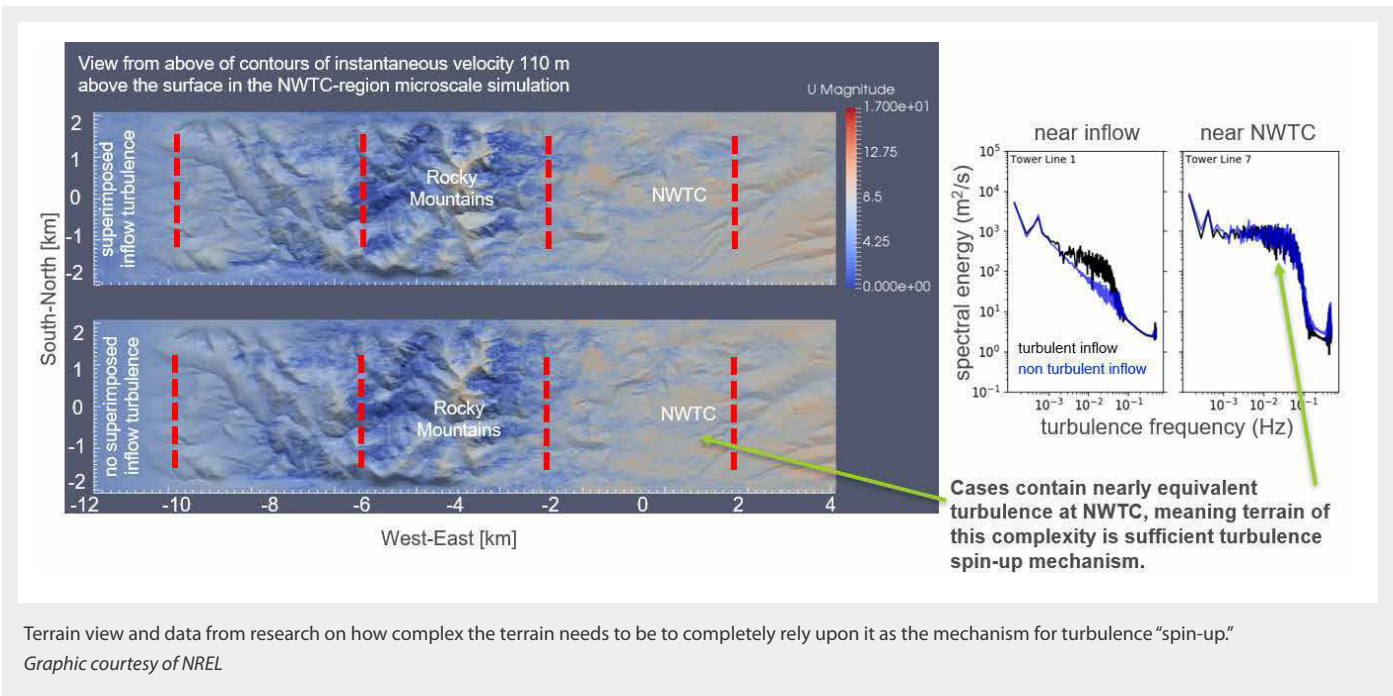 View from above of contours of instantaneous velocity 110 m
above the surface in the NWTC-region microscale simulation
U Magnitude
1.700e+01
12.75
8.5
4.25
0.000e+00
South-North [km]
2
1
0
-1
-2
superimposed
inflow turbulence
Rocky
Mountains
NWTC
2
1
0
-1
-2
no superimposed
inflow turbulence
Rocky
Mountains
NWTC
-12 -10 -8 -6 -4 -2 0 2 4
West-East [km]
near inflow
near NWTC
spectral energy (m²/s)
10⁵
10⁴
10³
10²
10¹
10⁰
10⁻¹
Tower Line 1
turbulent inflow
non turbulent inflow
10⁻³ 10⁻² 10⁻¹
Tower Line 7
10⁻³ 10⁻² 10⁻¹
turbulence frequency (Hz)
Cases contain nearly equivalent
turbulence at NWTC, meaning terrain of
this complexity is sufficient turbulence
spin-up mechanism.
Terrain view and data from research on how complex the terrain needs to be to completely rely upon it as the mechanism for turbulence “spin-up.”
Graphic courtesy of NREL